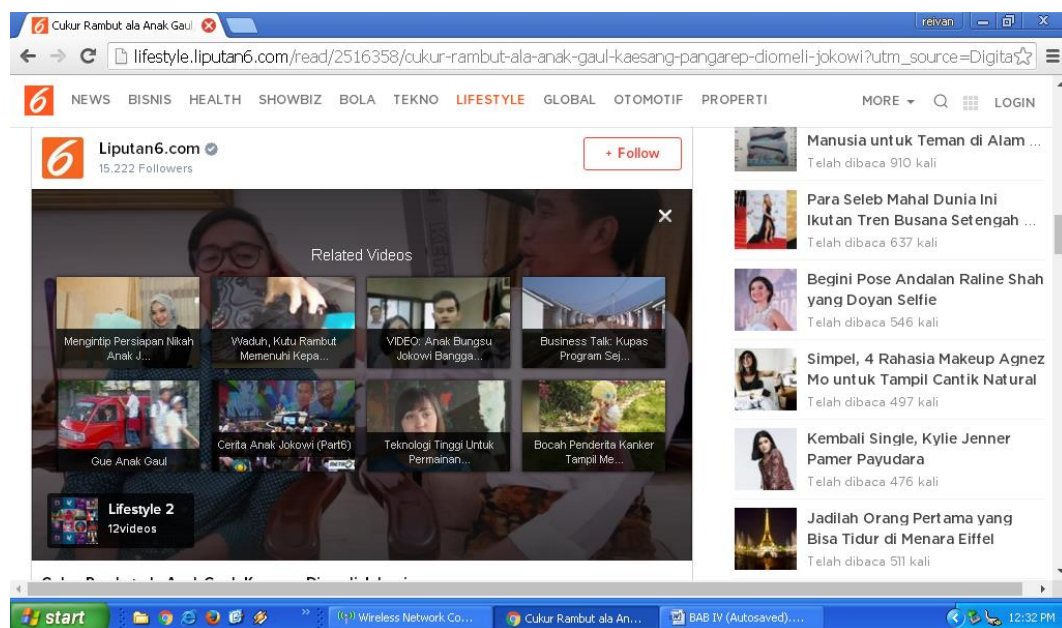 Cukur Rambut ala Anak Gaul
reivan
lifestyle.liputan6.com/read/2516358/cukur-rambut-ala-anak-gaul-kaesang-pangarep-diomeli-jokowi?utm_source=Digita
6 NEWS BISNIS HEALTH SHOWBIZ BOLA TEKNO LIFESTYLE GLOBAL OTOMOTIF PROPERTI MORE LOGIN
6 Liputan6.com
15.222 Followers
+ Follow
Related Videos
Mengintip Persiapan Nikah
Anak J...
Waduh, Kutu Rambut
Memenuhi Kepa...
VIDEO: Anak Bungsu
Jokowi Bangga...
Business Talk: Kupas
Program Sej...
Gue Anak Gaul
Cerita Anak Jokowi (Part6)
Teknologi Tinggi Untuk
Permainan...
Bocah Penderita Kanker
Tampil Me...
Lifestyle 2
12videos
Manusia untuk Teman di Alam ...
Telah dibaca 910 kali
Para Seleb Mahal Dunia Ini
Ikutan Tren Busana Setengah ...
Telah dibaca 637 kali
Begini Pose Andalan Raline Shah
yang Doyan Selfie
Telah dibaca 546 kali
Simpel, 4 Rahasia Makeup Agnez
Mo untuk Tampil Cantik Natural
Telah dibaca 497 kali
Kembali Single, Kylie Jenner
Pamer Payudara
Telah dibaca 476 kali
Jadilah Orang Pertama yang
Bisa Tidur di Menara Eiffel
Telah dibaca 511 kali
start
Wireless Network Co...
Cukur Rambut ala An...
BAB IV (Autosaved)....
12:32 PM